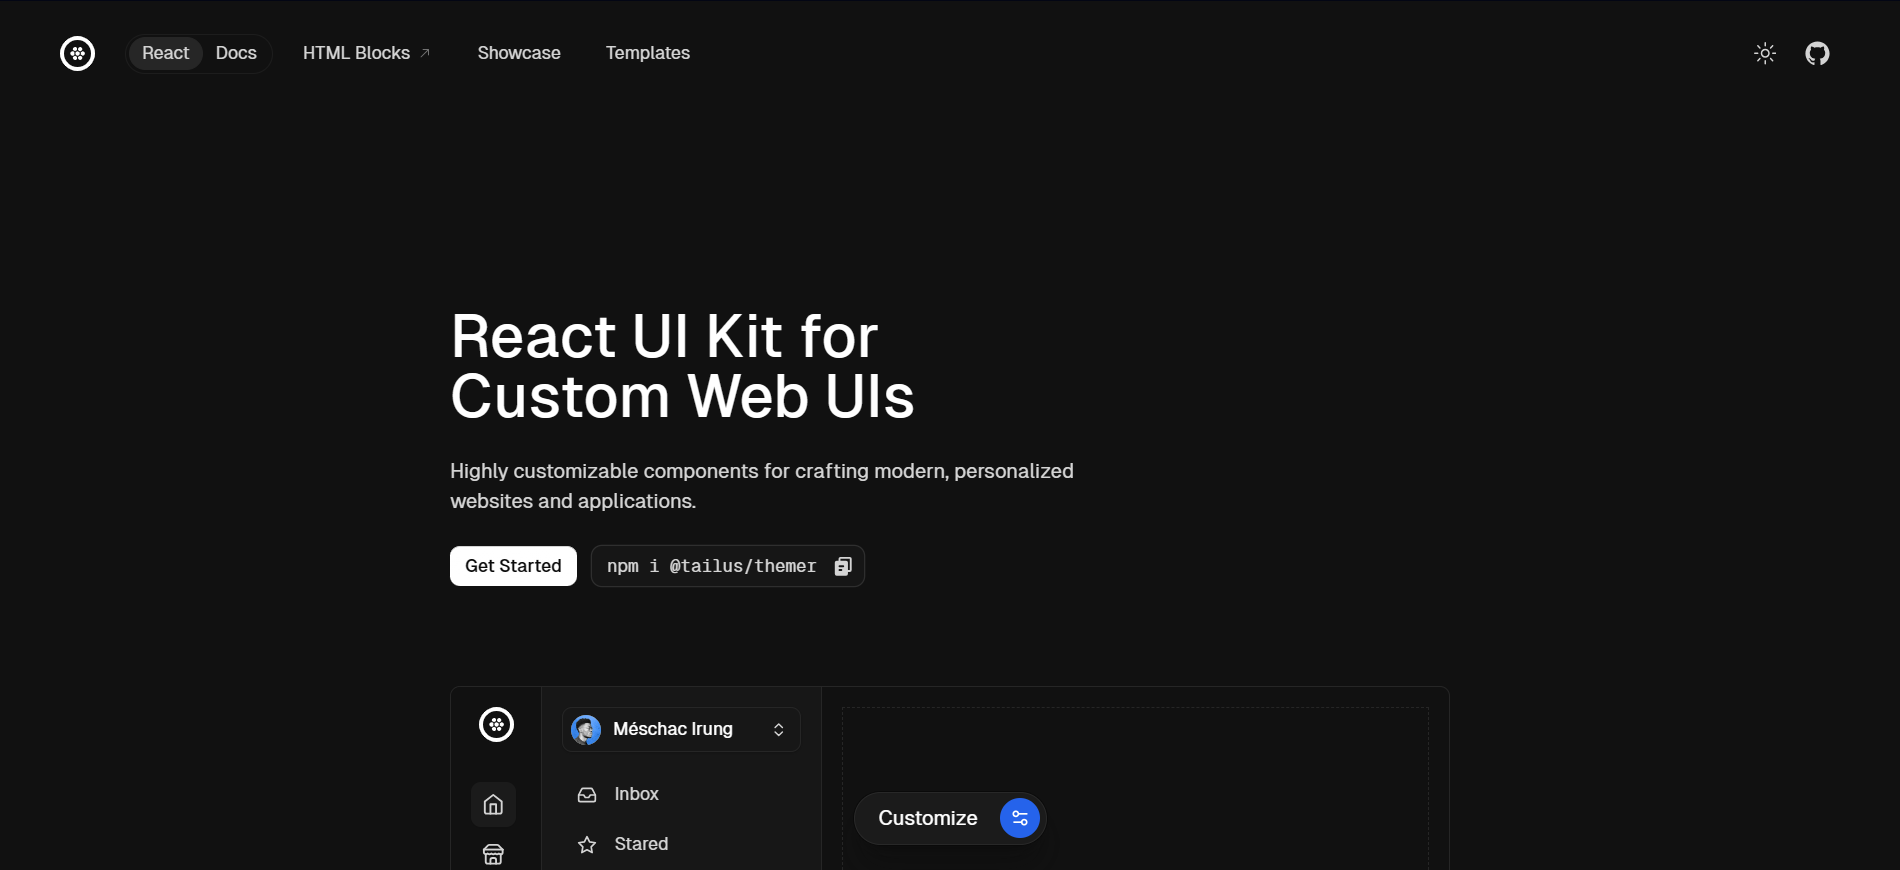 React Docs HTML Blocks Showcase Templates
React UI Kit for
Custom Web UIs
Highly customizable components for crafting modern, personalized
websites and applications.
Get Started npm i @tailus/themer
Méschac Irung
Inbox
Customize
Stared